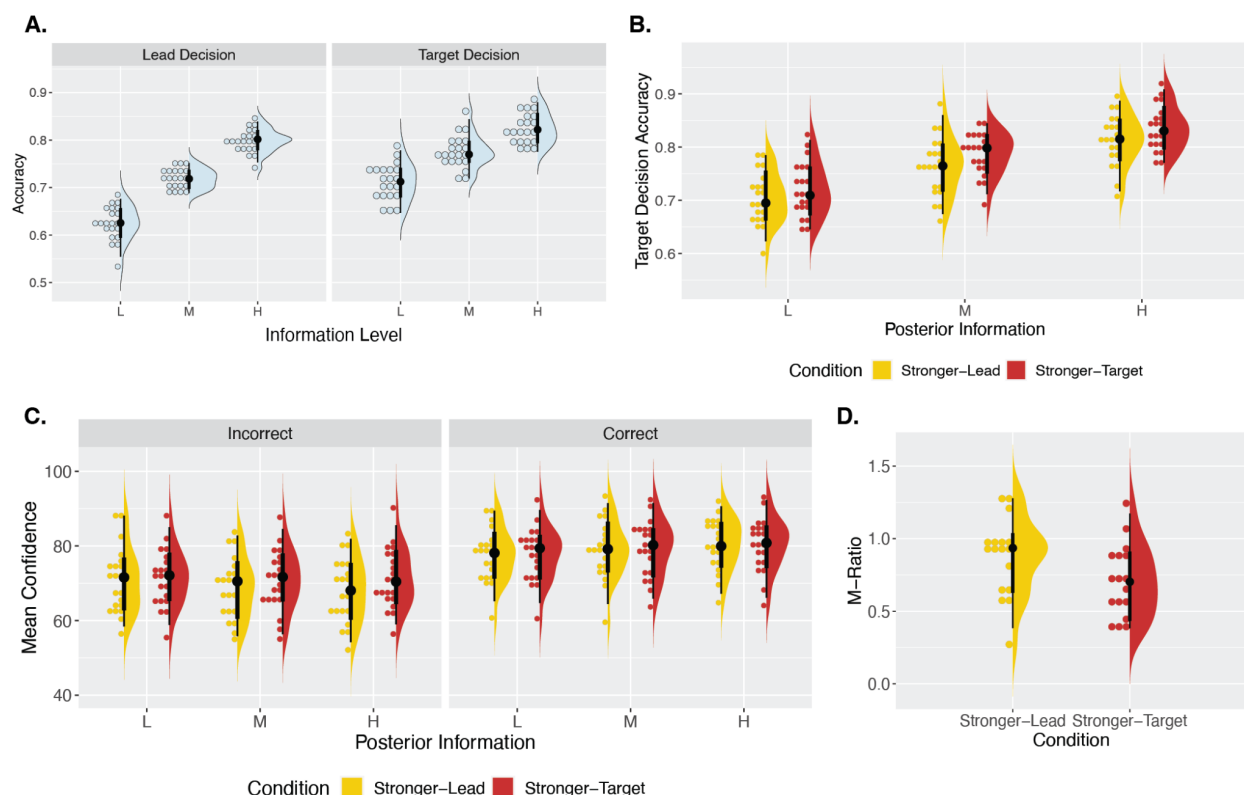 A.
Lead Decision Target Decision
Accuracy
0.9
0.8
0.7
0.6
0.5
L M H L M H
Information Level
B.
Target Decision Accuracy
0.9
0.8
0.7
0.6
L M H
Posterior Information
Condition Stronger−Lead Stronger−Target
C.
Incorrect Correct
Mean Confidence
100
80
60
40
L M H L M H
Posterior Information
Condition Stronger−Lead Stronger−Target
D.
M−Ratio
1.5
1.0
0.5
0.0
Stronger−Lead Stronger−Target
Condition